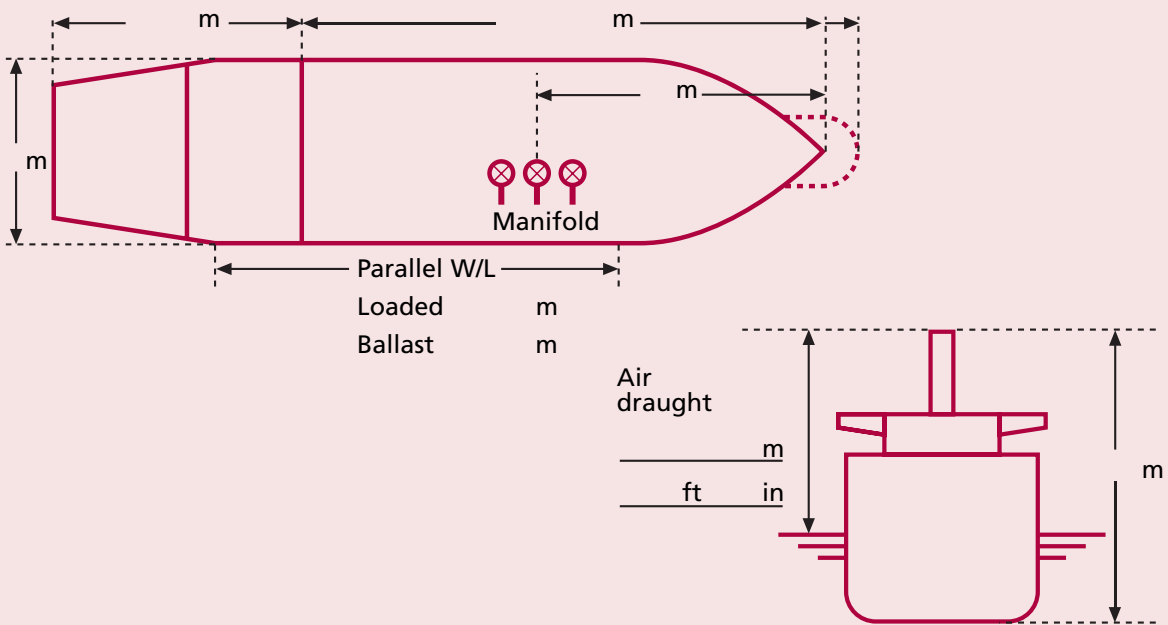 m m
m
m
Manifold
Parallel W/L
Loaded m
Ballast m
Air
draught
m
ft in
m